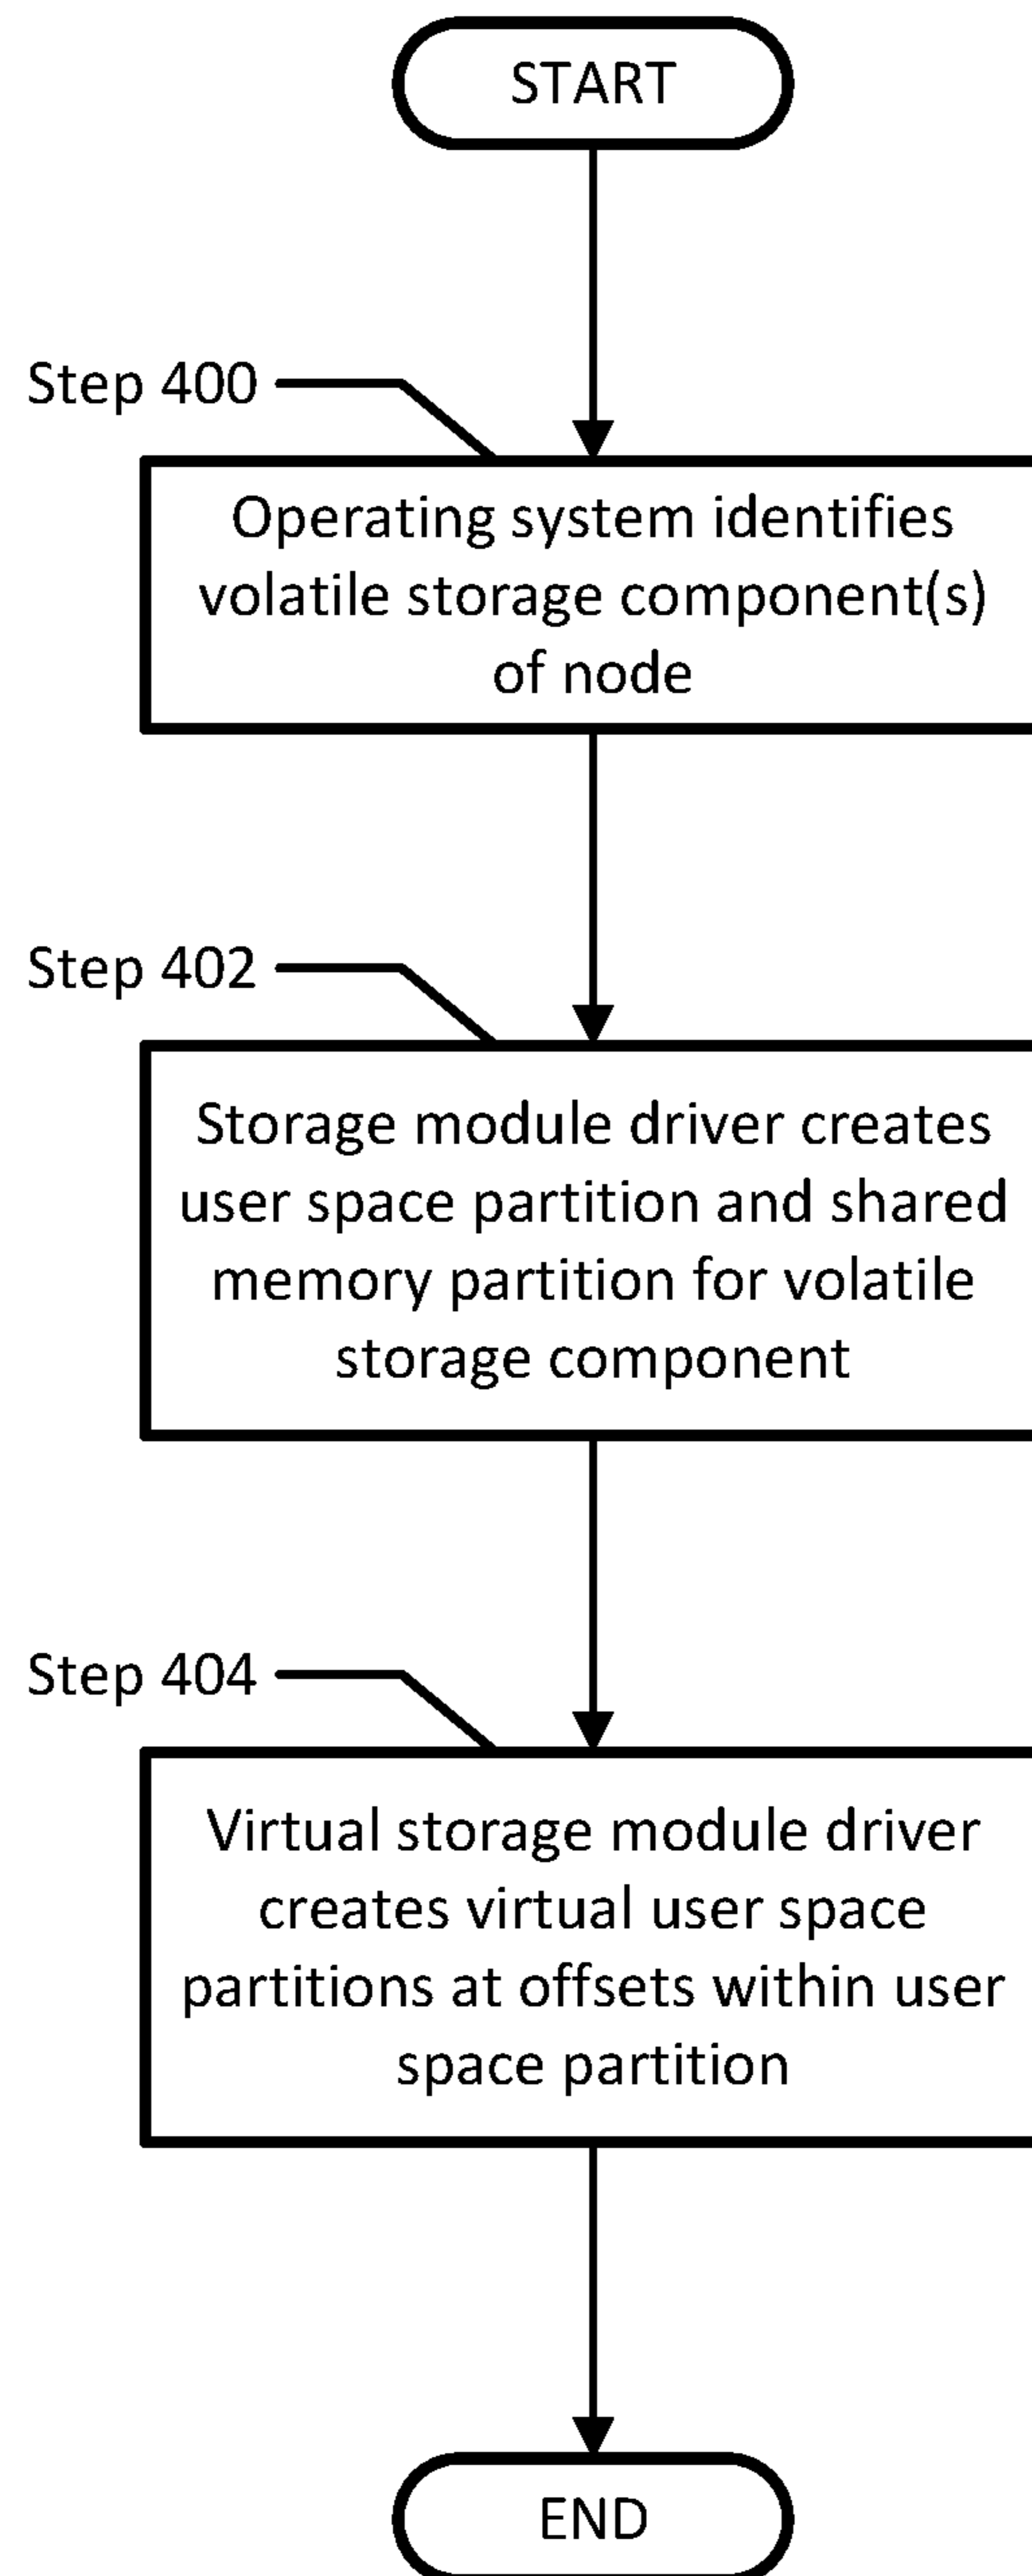 START
Step 400
Operating system identifies
volatile storage component(s)
of node
Step 402
Storage module driver creates
user space partition and shared
memory partition for volatile
storage component
Step 404
Virtual storage module driver
creates virtual user space
partitions at offsets within user
space partition
END